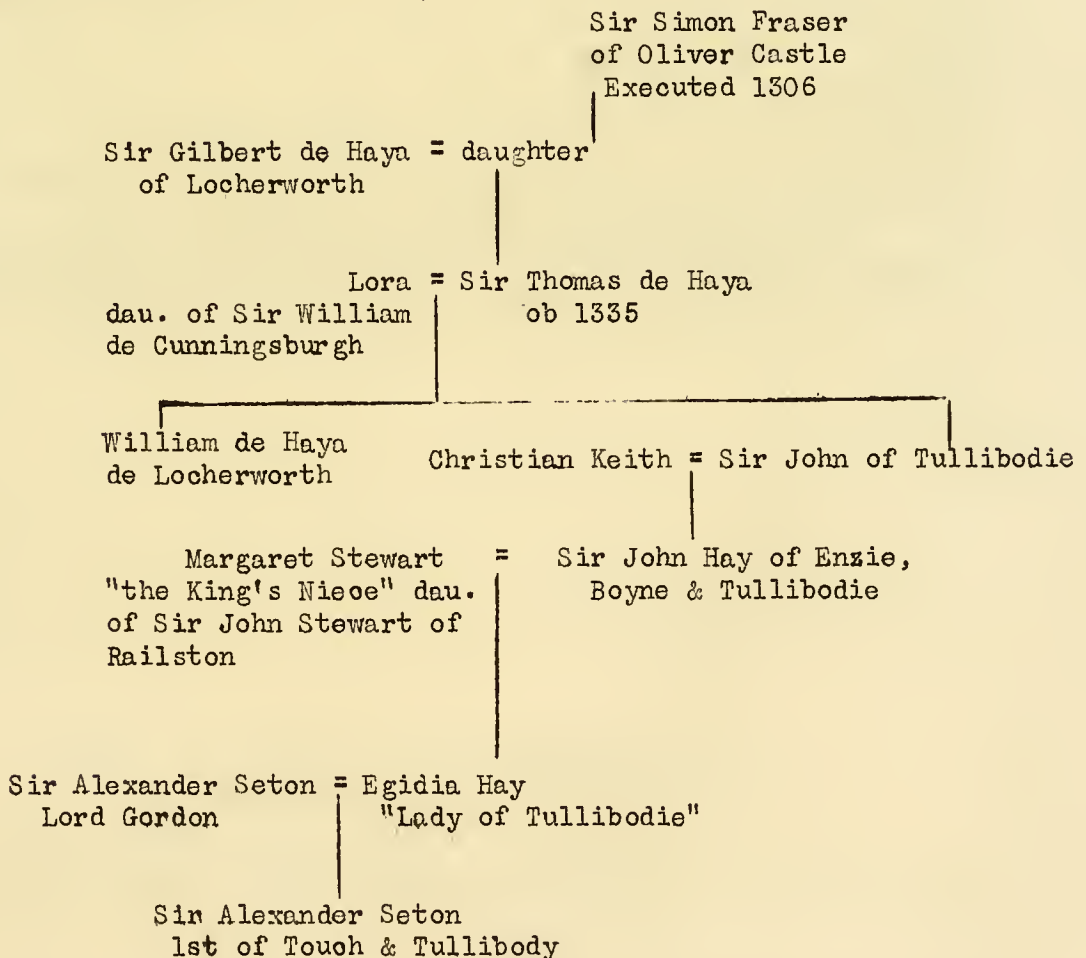 Sir Simon Fraser
of Oliver Castle
Executed 1306
Sir Gilbert de Haya = daughter
of Locherworth
Lora = Sir Thomas de Haya
dau. of Sir William ob 1335
de Cunningsburgh
William de Haya
de Locherworth
Christian Keith = Sir John of Tullibodie
Margaret Stewart = Sir John Hay of Enzie,
"the King's Niece" dau. Boyne & Tullibodie
of Sir John Stewart of
Railston
Sir Alexander Seton = Egidia Hay
Lord Gordon "Lady of Tullibodie"
Sir Alexander Seton
1st of Touch & Tullibody